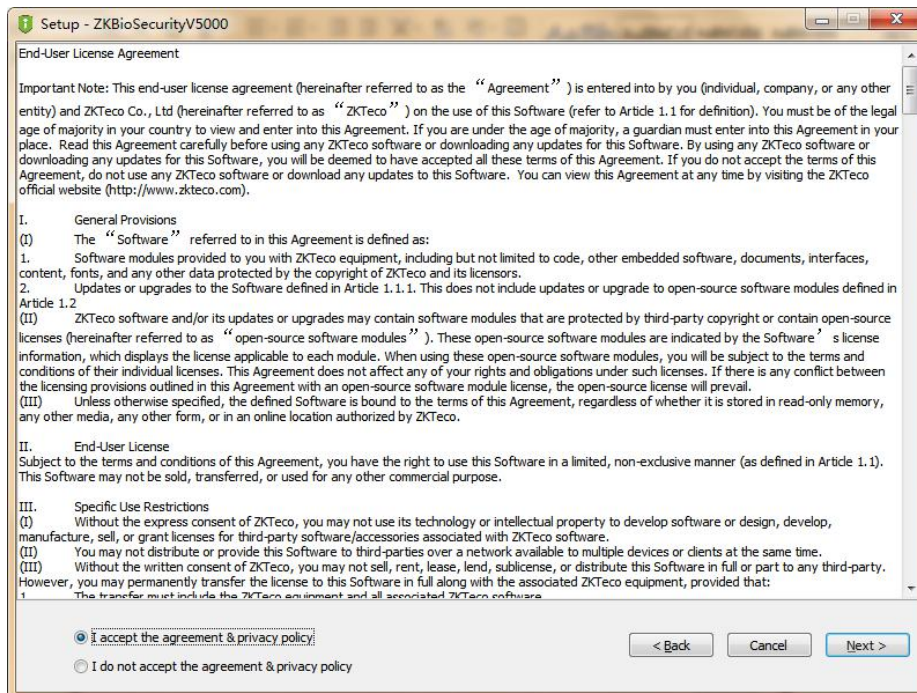 Setup - ZKBioSecurityV5000
End-User License Agreement
Important Note: This end-user license agreement (hereinafter referred to as the “Agreement”) is entered into by you (individual, company, or any other
entity) and ZKTeco Co., Ltd (hereinafter referred to as “ZKTeco”) on the use of this Software (refer to Article 1.1 for definition). You must be of the legal
age of majority in your country to view and enter into this Agreement. If you are under the age of majority, a guardian must enter into this Agreement in your
place. Read this Agreement carefully before using any ZKTeco software or downloading any updates for this Software. By using any ZKTeco software or
downloading any updates for this Software, you will be deemed to have accepted all these terms of this Agreement. If you do not accept the terms of this
Agreement, do not use any ZKTeco software or download any updates to this Software. You can view this Agreement at any time by visiting the ZKTeco
official website (http://www.zkteco.com).
I. General Provisions
(I) The “Software” referred to in this Agreement is defined as:
1. Software modules provided to you with ZKTeco equipment, including but not limited to code, other embedded software, documents, interfaces,
content, fonts, and any other data protected by the copyright of ZKTeco and its licensors.
2. Updates or upgrades to the Software defined in Article 1.1.1. This does not include updates or upgrade to open-source software modules defined in
Article 1.2
(II) ZKTeco software and/or its updates or upgrades may contain software modules that are protected by third-party copyright or contain open-source
licenses (hereinafter referred to as “open-source software modules”). These open-source software modules are indicated by the Software’s license
information, which displays the license applicable to each module. When using these open-source software modules, you will be subject to the terms and
conditions of their individual licenses. This Agreement does not affect any of your rights and obligations under such licenses. If there is any conflict between
the licensing provisions outlined in this Agreement with an open-source software module license, the open-source license will prevail.
(III) Unless otherwise specified, the defined Software is bound to the terms of this Agreement, regardless of whether it is stored in read-only memory,
any other media, any other form, or in an online location authorized by ZKTeco.
II. End-User License
Subject to the terms and conditions of this Agreement, you have the right to use this Software in a limited, non-exclusive manner (as defined in Article 1.1).
This Software may not be sold, transferred, or used for any other commercial purpose.
III. Specific Use Restrictions
(I) Without the express consent of ZKTeco, you may not use its technology or intellectual property to develop software or design, develop,
manufacture, sell, or grant licenses for third-party software/accessories associated with ZKTeco software.
(II) You may not distribute or provide this Software to third-parties over a network available to multiple devices or clients at the same time.
(III) Without the written consent of ZKTeco, you may not sell, rent, lease, lend, sublicense, or distribute this Software in full or part to any third-party.
However, you may permanently transfer the license to this Software in full along with the associated ZKTeco equipment, provided that:
1. The transfer must include the ZKTeco equipment and all associated ZKTeco software
I accept the agreement & privacy policy
I do not accept the agreement & privacy policy
< Back
Cancel
Next >